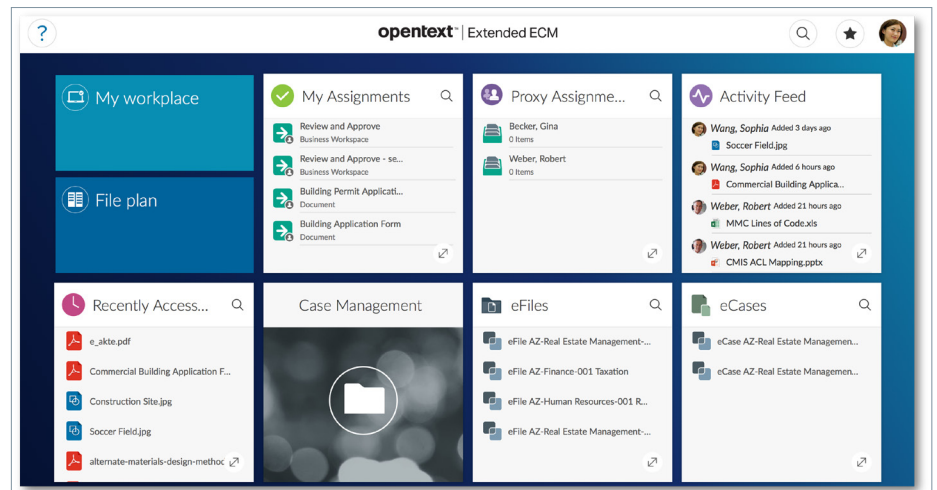 ?
opentext™ | Extended ECM
My workplace
File plan
My Assignments
Review and Approve
Business Workspace
Review and Approve - se...
Business Workspace
Building Permit Applicati...
Document
Building Application Form
Document
Proxy Assignme...
Becker, Gina
0 Items
Weber, Robert
0 Items
Activity Feed
Wang, Sophia Added 3 days ago
Soccer Field.jpg
Wang, Sophia Added 6 hours ago
Commercial Building Applica...
Weber, Robert Added 21 hours ago
MMC Lines of Code.xls
Weber, Robert Added 21 hours ago
CMIS ACL Mapping.pptx
Recently Access...
e_akte.pdf
Commercial Building Application F...
Construction Site.jpg
Soccer Field.jpg
alternate-materials-design-method
Case Management
eFiles
eFile AZ-Real Estate Management-...
eFile AZ-Finance-001 Taxation
eFile AZ-Human Resources-001 R...
eFile AZ-Real Estate Management-...
eCases
eCase AZ-Real Estate Managemen...
eCase AZ-Real Estate Managemen...